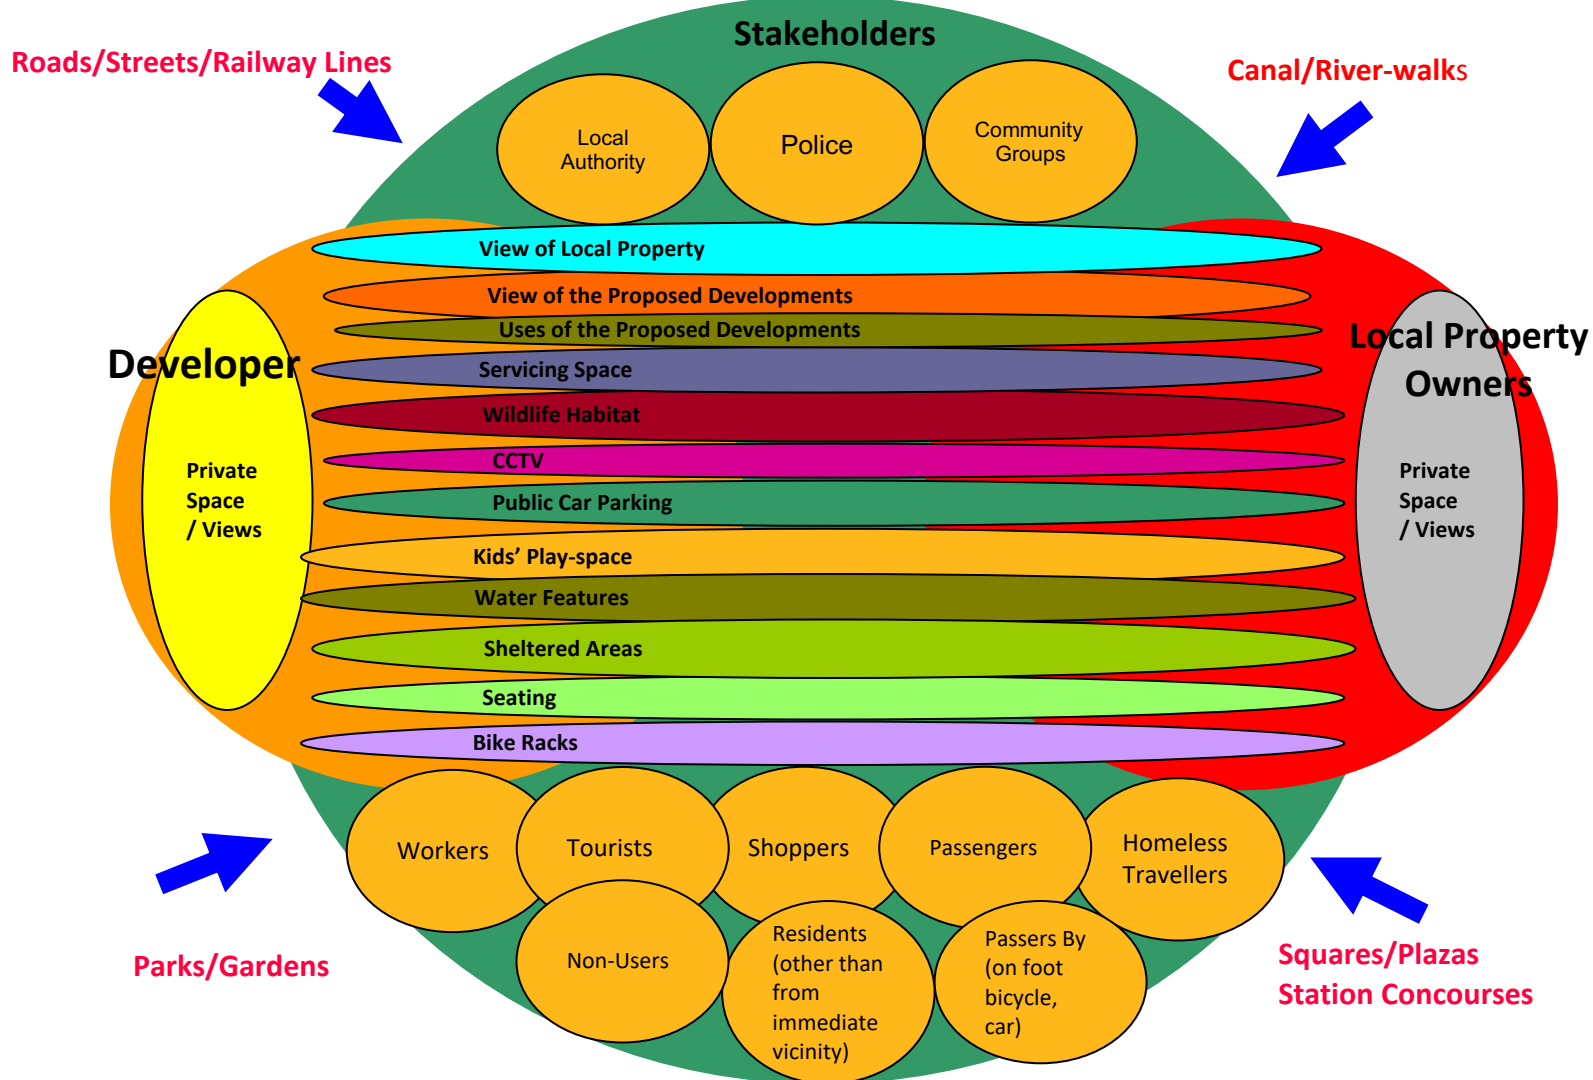 Stakeholders
Roads/Streets/Railway Lines
Canal/River-walks
Local
Authority
Police
Community
Groups
View of Local Property
View of the Proposed Developments
Uses of the Proposed Developments
Servicing Space
Wildlife Habitat
CCTV
Public Car Parking
Kids’ Play-space
Water Features
Sheltered Areas
Seating
Bike Racks
Developer
Private
Space
/ Views
Local Property
Owners
Private
Space
/ Views
Workers
Tourists
Shoppers
Passengers
Homeless
Travellers
Non-Users
Residents
(other than
from
immediate
vicinity)
Passers By
(on foot
bicycle,
car)
Parks/Gardens
Squares/Plazas
Station Concourses